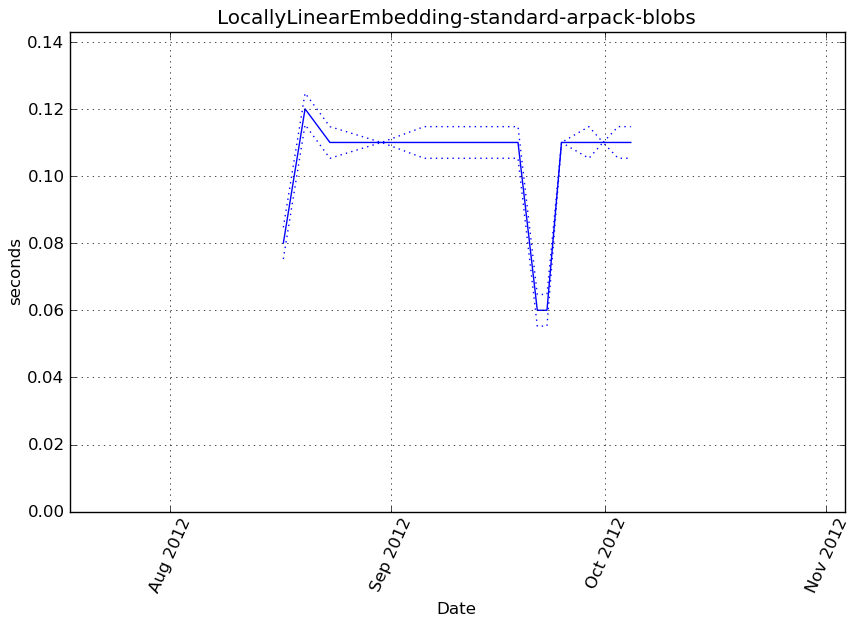 LocallyLinearEmbedding-standard-arpack-blobs
0.14
0.12
0.10
0.08
0.06
0.04
0.02
0.00
seconds
Aug 2012
Sep 2012
Oct 2012
Nov 2012
Date